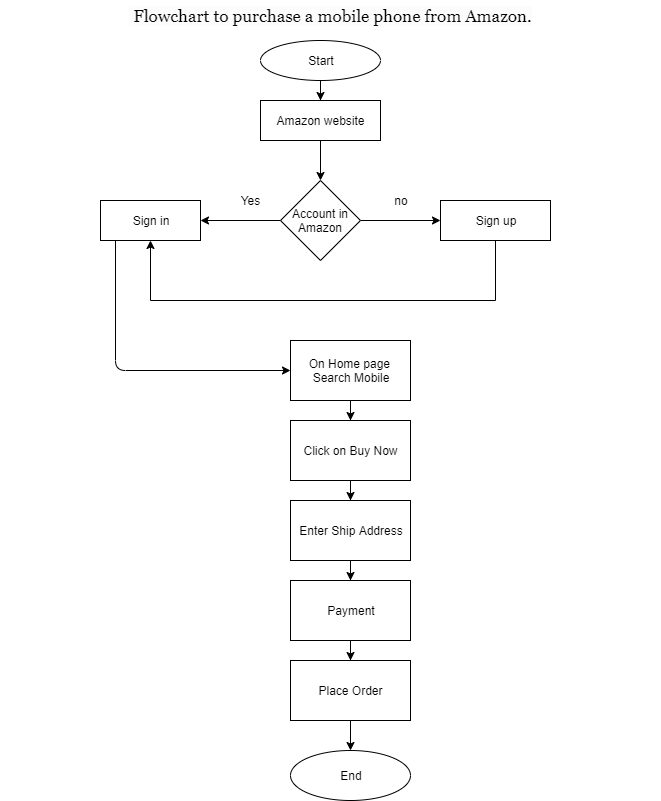 Flowchart to purchase a mobile phone from Amazon.
Start
Amazon website
Yes
Account in
Amazon
no
Sign in
Sign up
On Home page
Search Mobile
Click on Buy Now
Enter Ship Address
Payment
Place Order
End